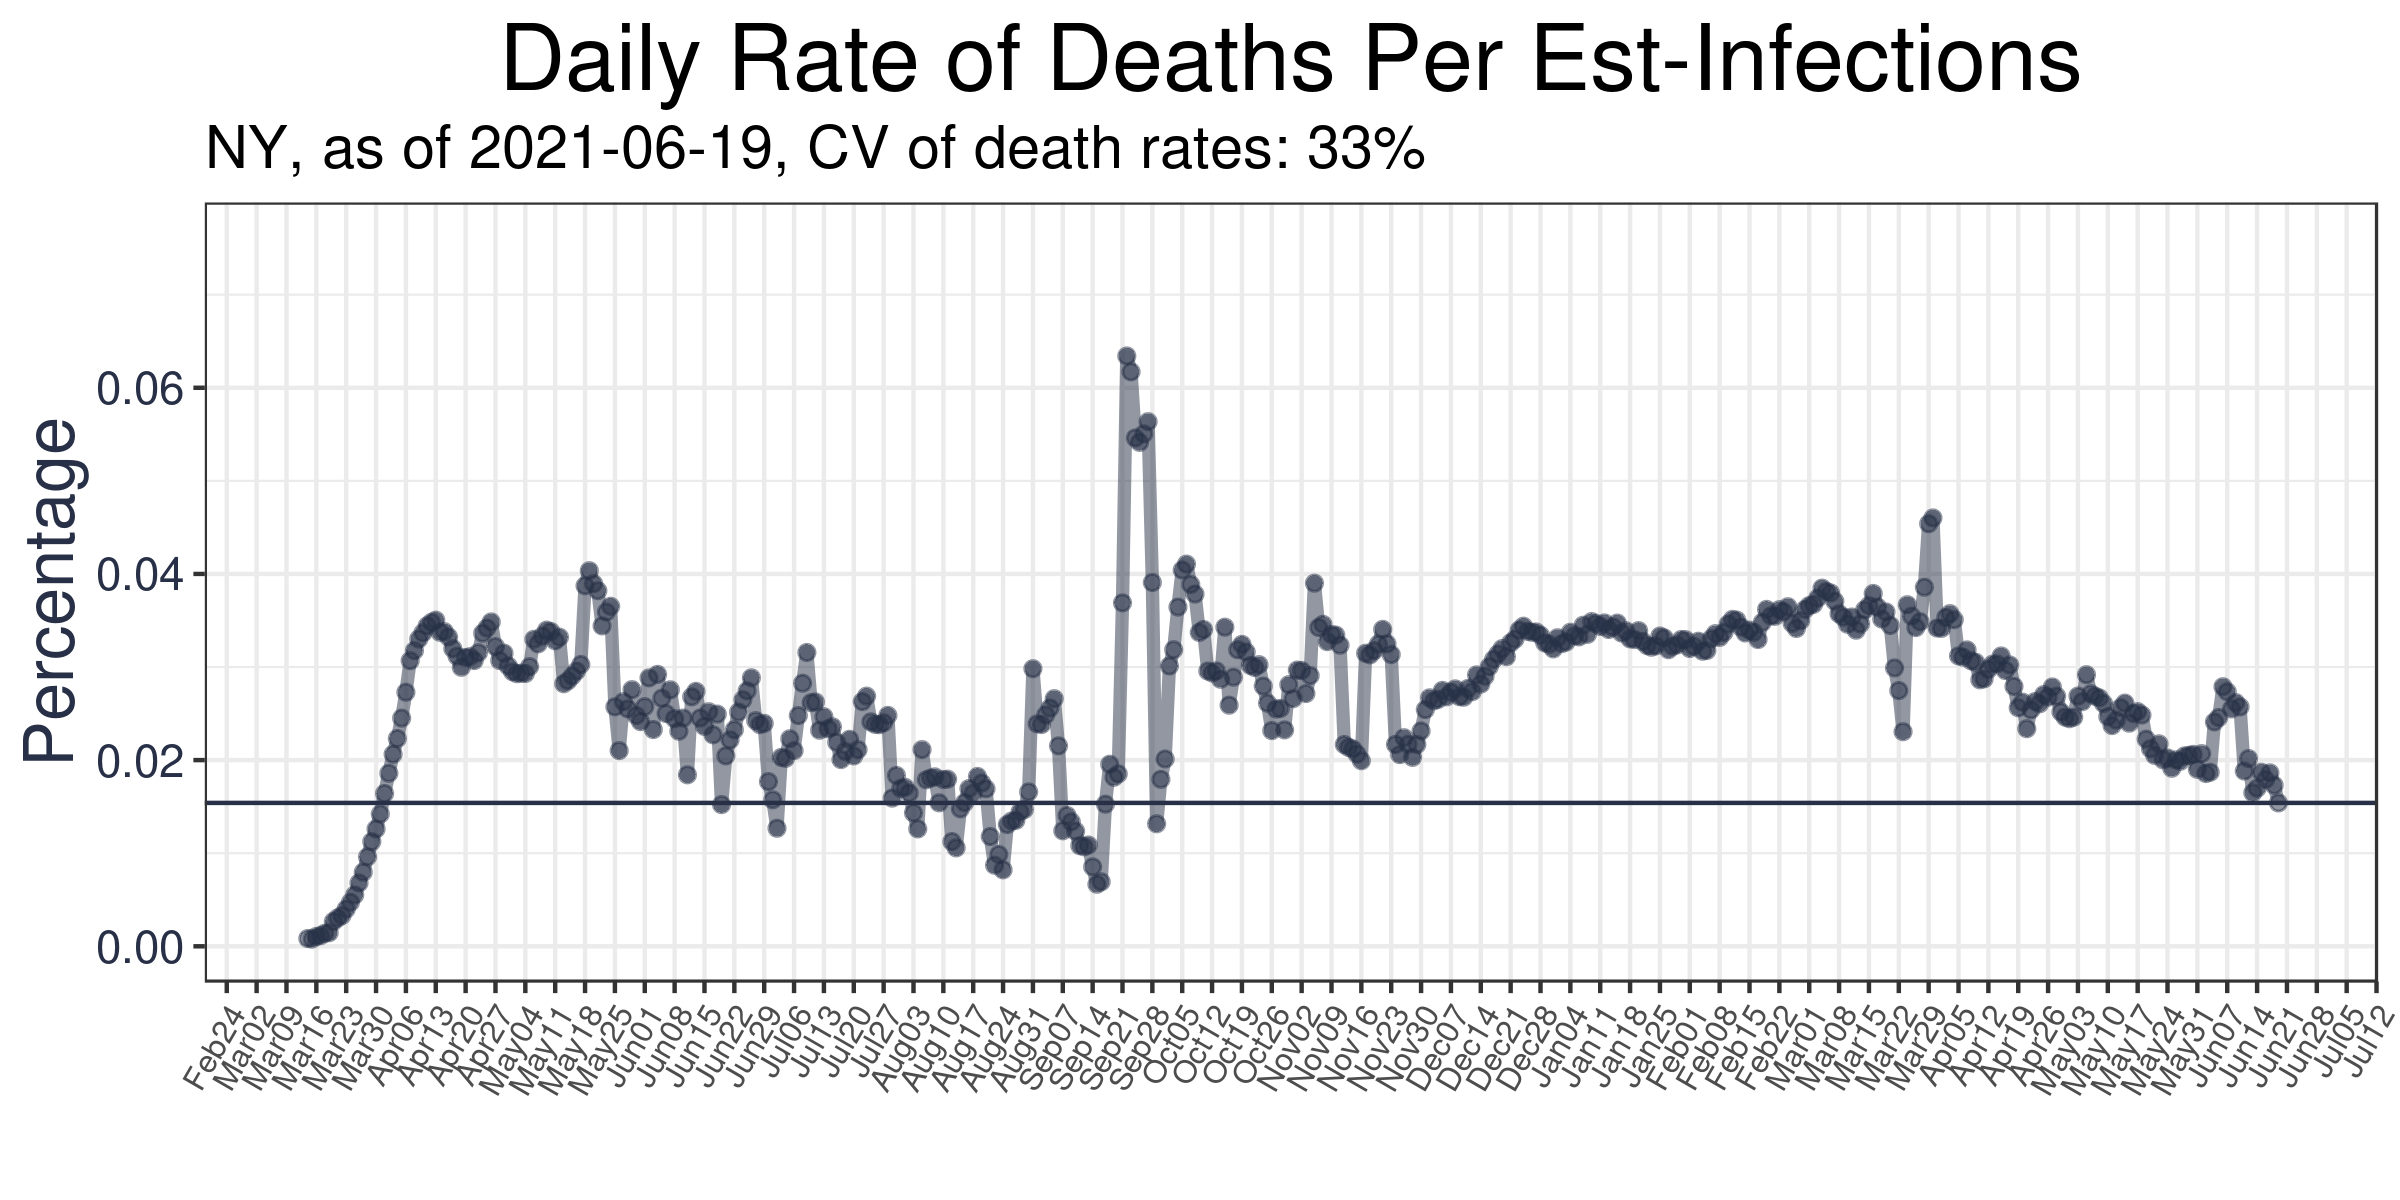 Daily Rate of Deaths Per Est-Infections
NY, as of 2021-06-19, CV of death rates: 33%
Percentage
0.06
0.04
0.02
0.00
Feb24
Mar02
Mar09
Mar16
Mar23
Mar30
Apr06
Apr13
Apr20
Apr27
May04
May11
May18
May25
Jun01
Jun08
Jun15
Jun22
Jun29
Jul06
Jul13
Jul20
Jul27
Aug03
Aug10
Aug17
Aug24
Aug31
Sep07
Sep14
Sep21
Sep28
Oct05
Oct12
Oct19
Oct26
Nov02
Nov09
Nov16
Nov23
Nov30
Dec07
Dec14
Dec21
Dec28
Jan04
Jan11
Jan18
Jan25
Feb01
Feb08
Feb15
Feb22
Mar01
Mar08
Mar15
Mar22
Mar29
Apr05
Apr12
Apr19
Apr26
May03
May10
May17
May24
May31
Jun07
Jun14
Jun21
Jun28
Jul05
Jul12